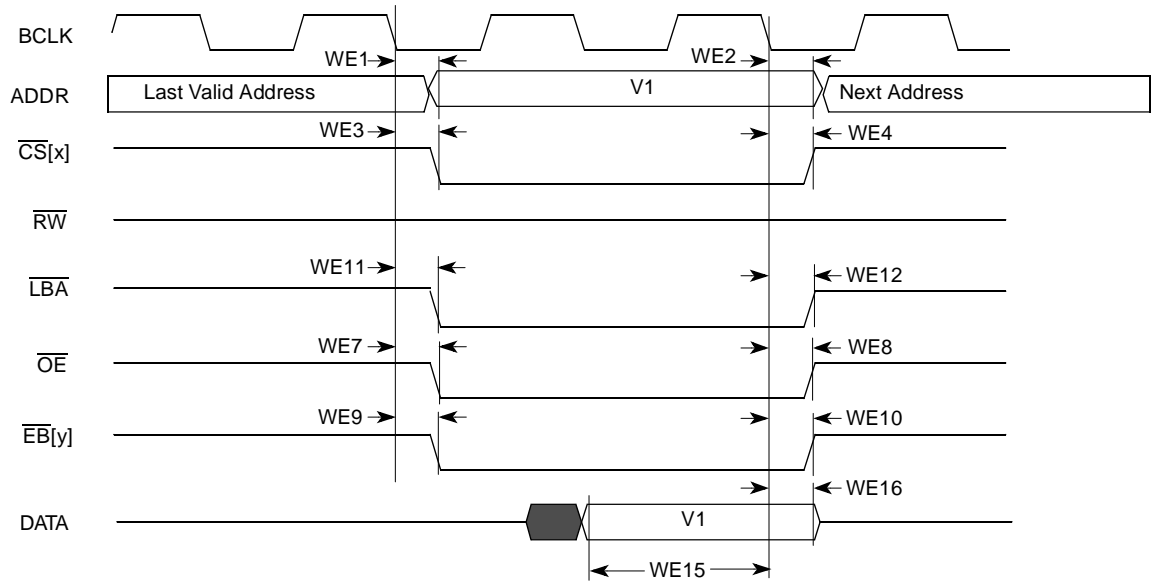 BCLK
WE1 WE2
ADDR Last Valid Address V1 Next Address
WE3 WE4
CS[x]
RW
WE11 WE12
LBA
WE7 WE8
OE
WE9 WE10
EB[y]
WE16
DATA V1
WE15